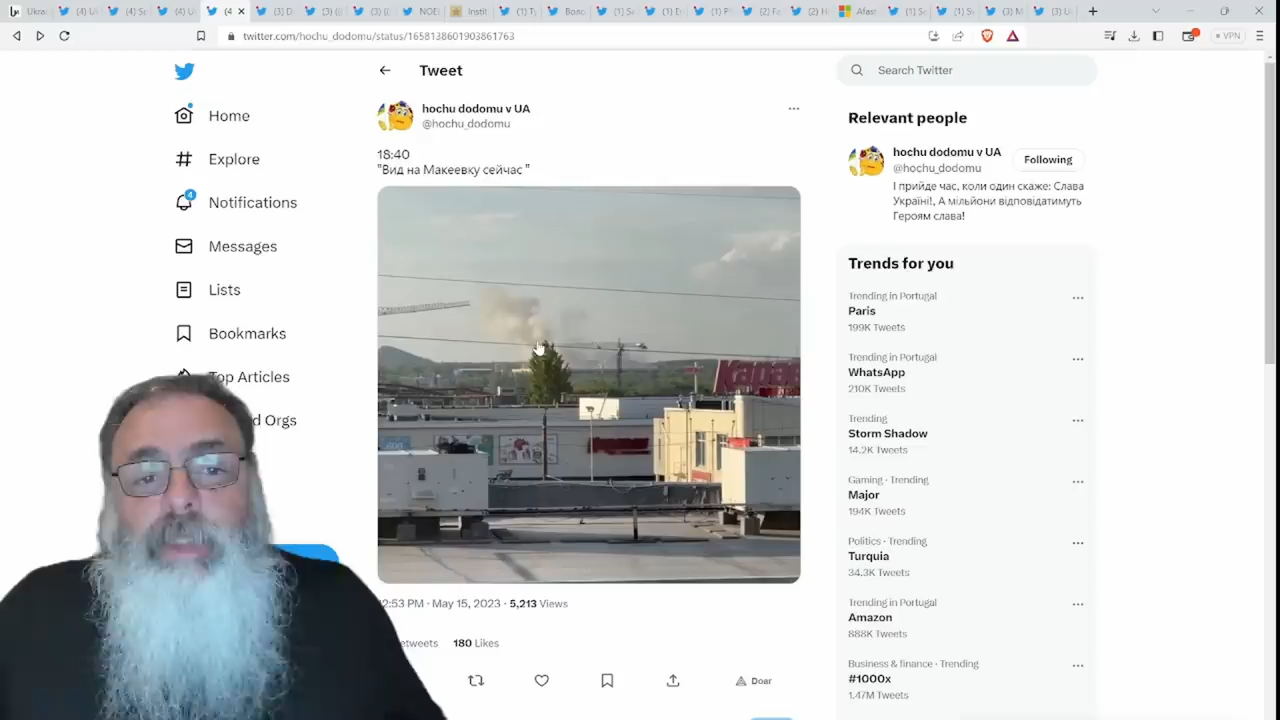 twitter.com/hochu_dodomu/status/1658138601903861763
VPN
Home
Explore
4
Notifications
Messages
Lists
Bookmarks
Top Articles
Orgs
Tweet
hochu dodomu v UA
@hochu_dodomu
18:40
"Вид на Макеевку сейчас "
PM · May 15, 2023 · 5,213 Views
180 Likes
Doar
Search Twitter
Relevant people
hochu dodomu v UA
@hochu_dodomu
Following
І прийде час, коли один скаже: Слава
Україні!, А мільйони відповідатимуть
Героям слава!
Trends for you
Trending in Portugal
Paris
199K Tweets
Trending in Portugal
WhatsApp
210K Tweets
Trending
Storm Shadow
14.2K Tweets
Gaming · Trending
Major
194K Tweets
Politics · Trending
Turquia
34.3K Tweets
Trending in Portugal
Amazon
888K Tweets
Business & finance · Trending
#1000x
1.47M Tweets